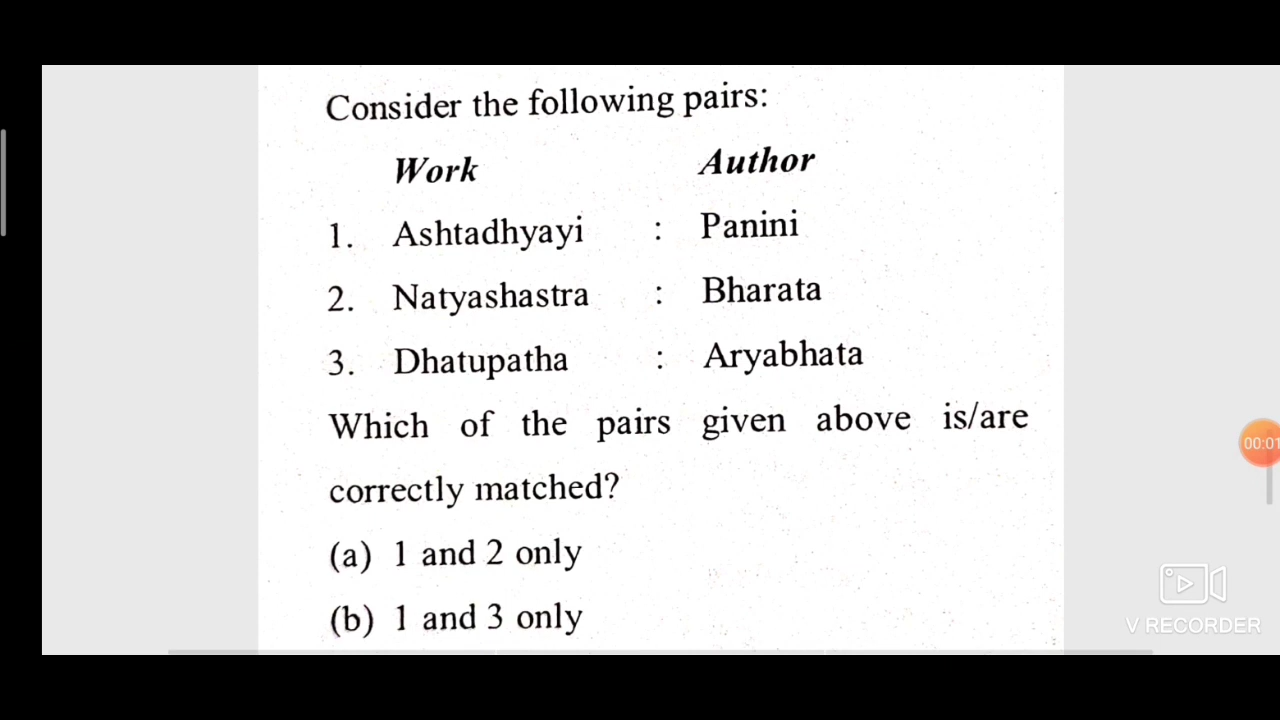 Consider the following pairs:
Work Author
1. Ashtadhyayi : Panini
2. Natyashastra : Bharata
3. Dhatupatha : Aryabhata
Which of the pairs given above is/are
correctly matched?
(a) 1 and 2 only
(b) 1 and 3 only
00:01
V RECORDER